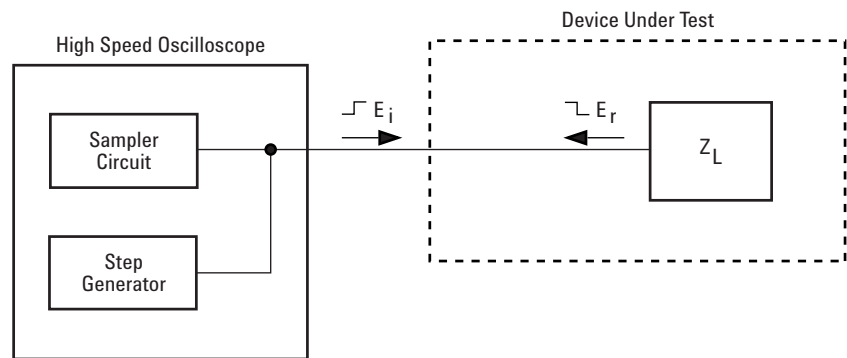 Device Under Test
High Speed Oscilloscope
E i
E r
Sampler
Circuit
Z L
Step
Generator